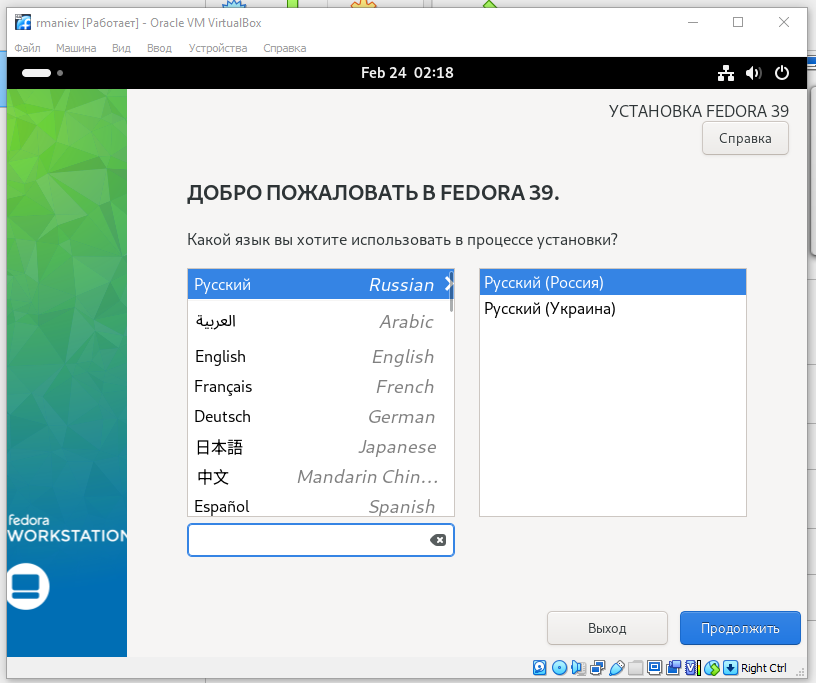 rmaniev [Работает] - Oracle VM VirtualBox
Файл Машина Вид Ввод Устройства Справка
Feb 24 02:18
УСТАНОВКА FEDORA 39
Справка
ДОБРО ПОЖАЛОВАТЬ В FEDORA 39.
Какой язык вы хотите использовать в процессе установки?
Русский Russian
العربية Arabic
English English
Français French
Deutsch German
日本語 Japanese
中文 Mandarin Chin...
Español Spanish
Русский (Россия)
Русский (Украина)
fedora
WORKSTATION
Выход
Продолжить
Right Ctrl